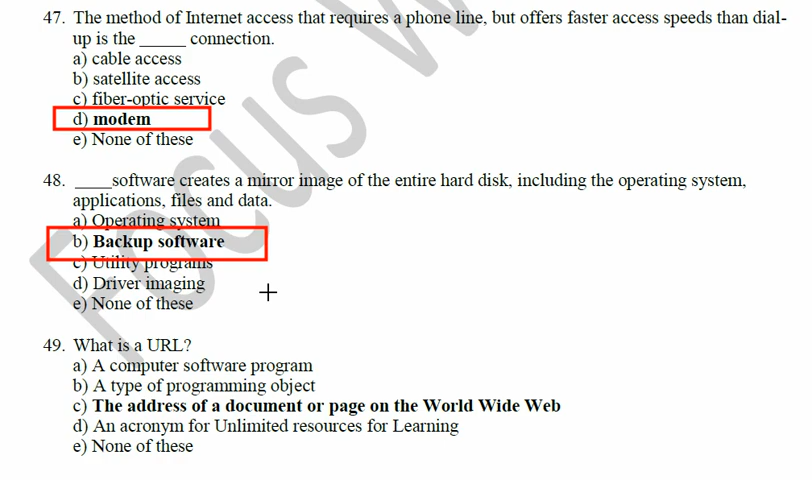 47. The method of Internet access that requires a phone line, but offers faster access speeds than dial-
up is the _____ connection.
a) cable access
b) satellite access
c) fiber-optic service
d) modem
e) None of these
48. ____software creates a mirror image of the entire hard disk, including the operating system,
applications, files and data.
a) Operating system
b) Backup software
c) Utility programs
d) Driver imaging
e) None of these
49. What is a URL?
a) A computer software program
b) A type of programming object
c) The address of a document or page on the World Wide Web
d) An acronym for Unlimited resources for Learning
e) None of these
FOCUS W